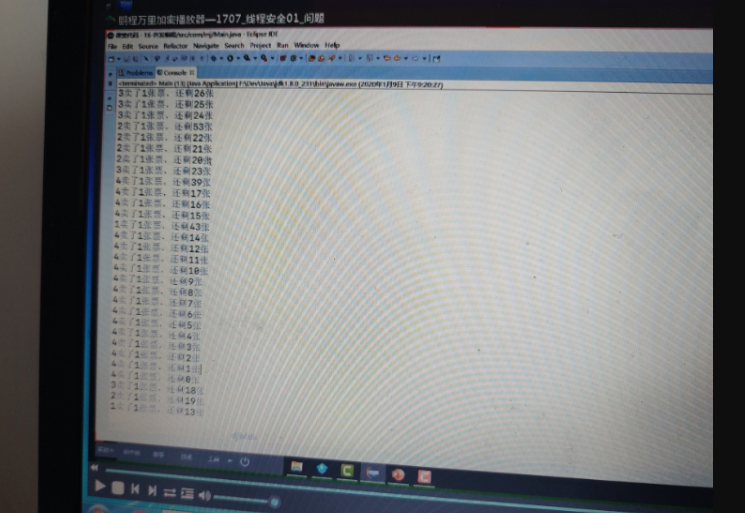 鹏程万里加密播放器—1707_线程安全01_问题
File Edit Source Refactor Navigate Search Project Run Window Help
Problems Console
<terminated> Main (13) [Java Application] F:\Dev\Java\jdk1.8.0_231\bin\javaw.exe (2020年1月9日 下午9:20:27)
3卖了1张票，还剩26张
3卖了1张票，还剩25张
3卖了1张票，还剩24张
2卖了1张票，还剩53张
2卖了1张票，还剩22张
2卖了1张票，还剩21张
2卖了1张票，还剩20张
3卖了1张票，还剩23张
4卖了1张票，还剩39张
4卖了1张票，还剩17张
4卖了1张票，还剩16张
4卖了1张票，还剩15张
1卖了1张票，还剩43张
4卖了1张票，还剩14张
4卖了1张票，还剩12张
4卖了1张票，还剩11张
4卖了1张票，还剩10张
4卖了1张票，还剩9张
4卖了1张票，还剩8张
4卖了1张票，还剩7张
4卖了1张票，还剩6张
4卖了1张票，还剩5张
4卖了1张票，还剩4张
4卖了1张票，还剩3张
4卖了1张票，还剩2张
4卖了1张票，还剩1张
4卖了1张票，还剩0张
3卖了1张票，还剩18张
2卖了1张票，还剩19张
1卖了1张票，还剩13张